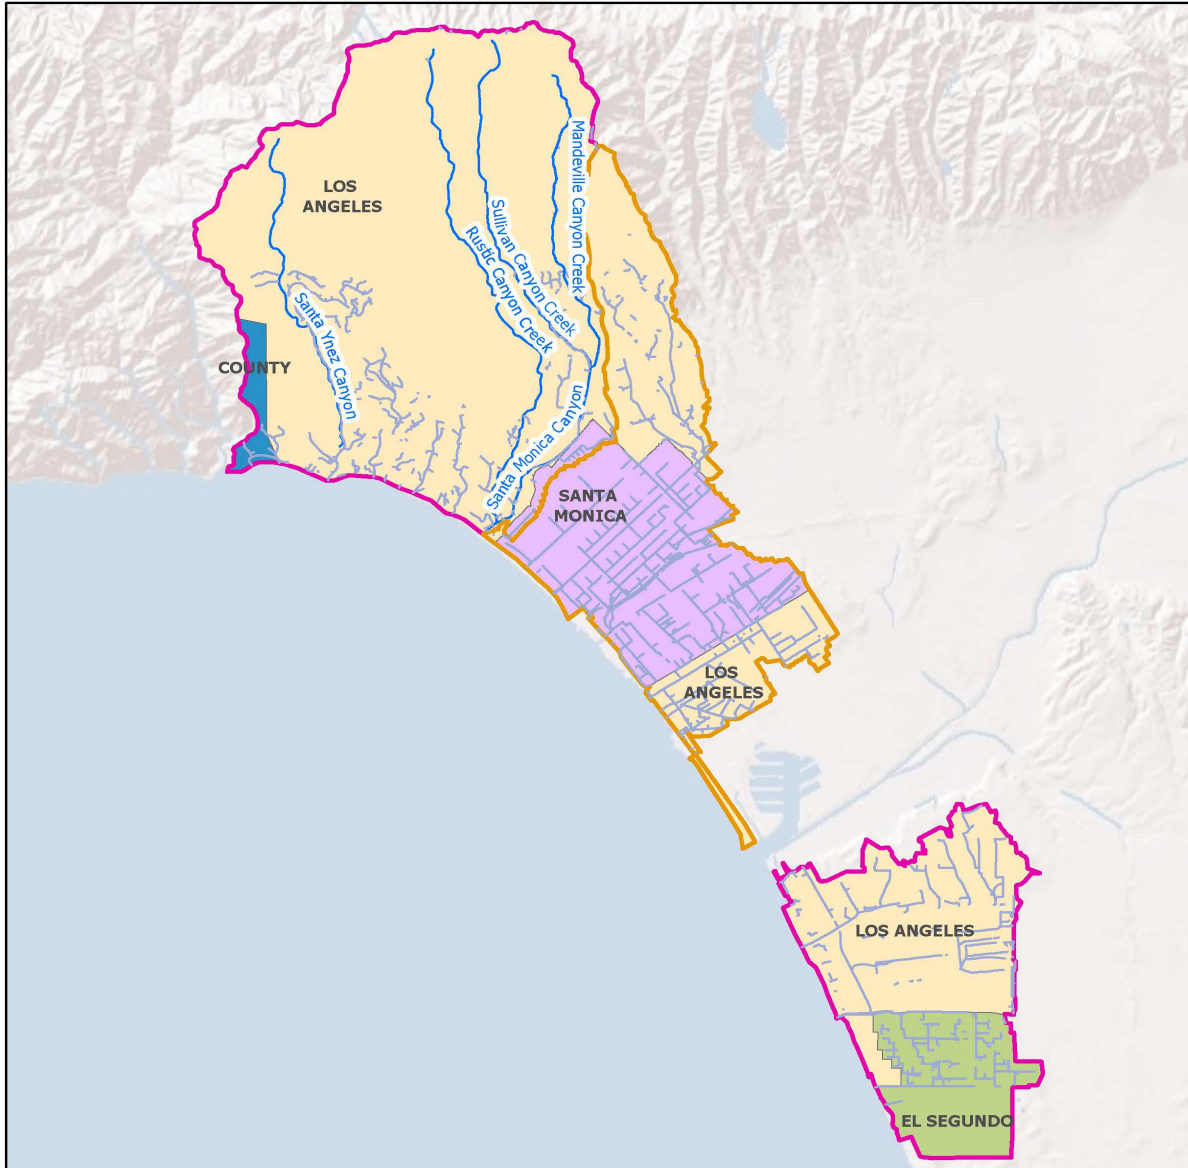 LOS
ANGELES
Mandeville Canyon Creek
Sullivan Canyon Creek
Rustic Canyon Creek
Santa Ynez Canyon
COUNTY
Santa Monica Canyon
SANTA
MONICA
LOS
ANGELES
LOS ANGELES
EL SEGUNDO